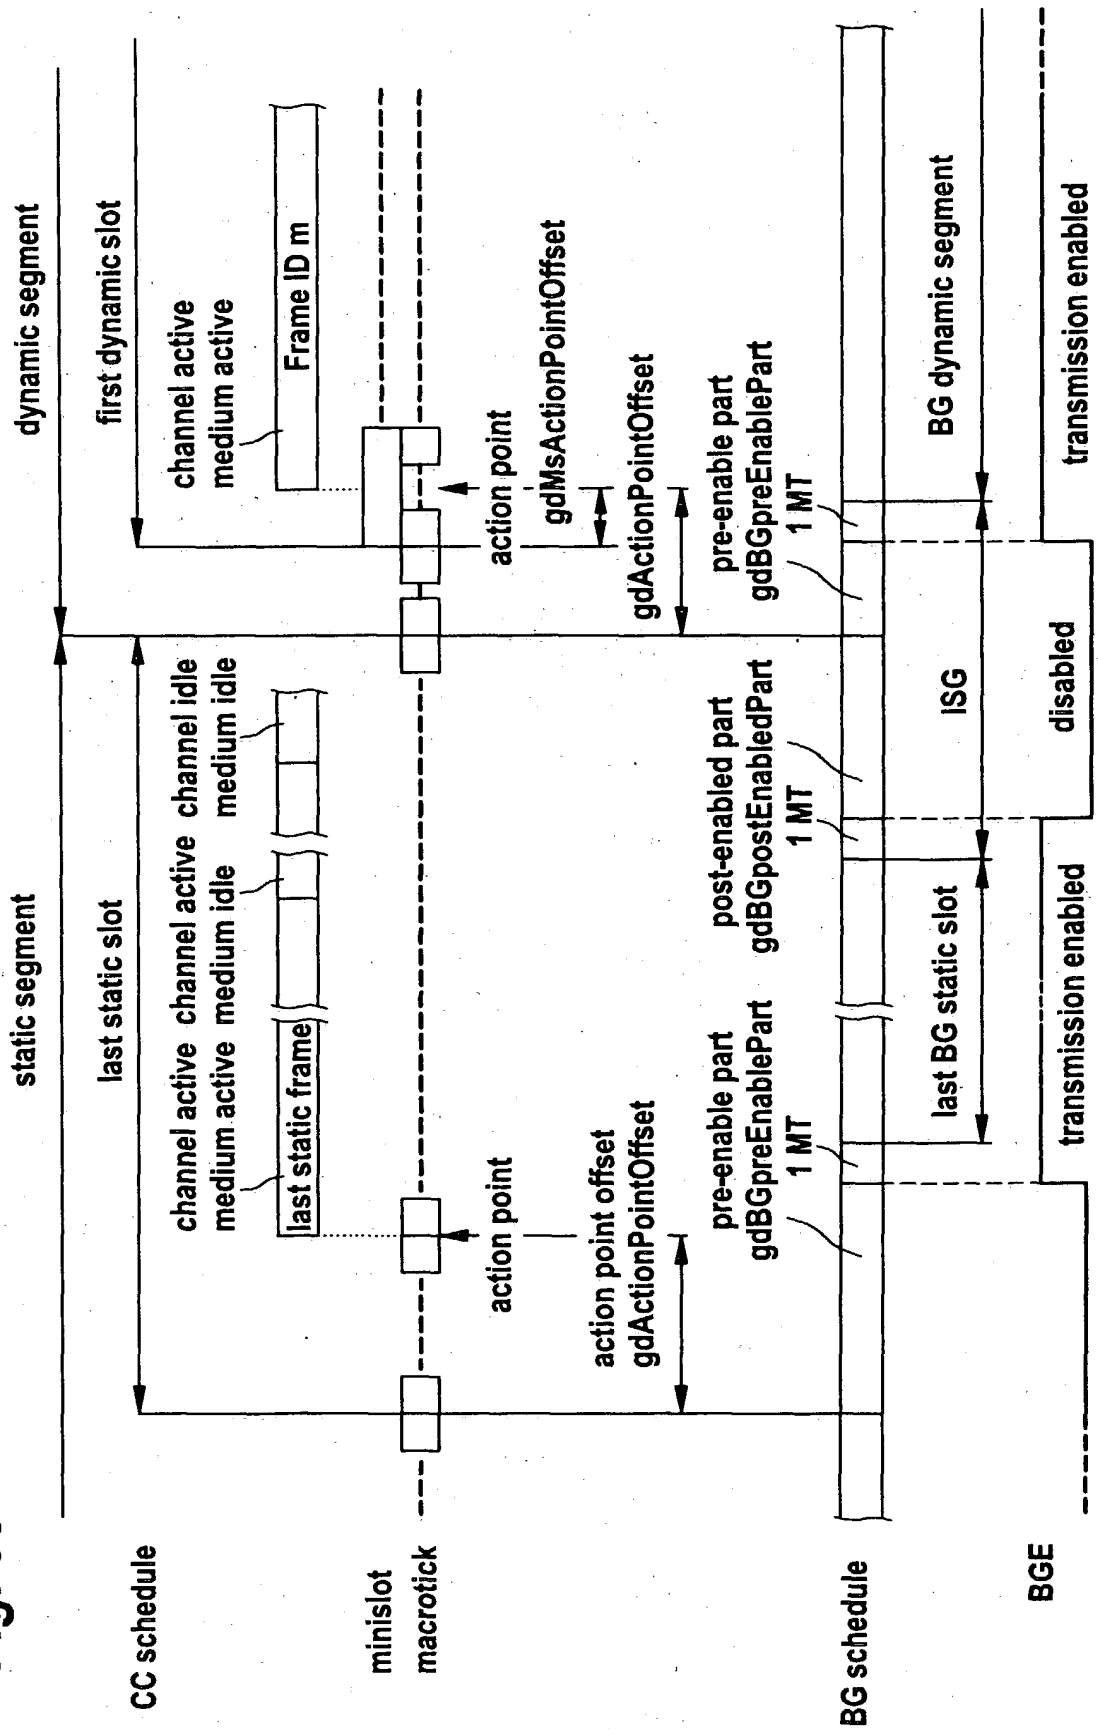 static segment
dynamic segment
last static slot
first dynamic slot
CC schedule
channel active
medium active
channel active
medium idle
channel idle
medium idle
channel active
medium active
last static frame
Frame ID m
minislot
macrotick
action point
action point
gdMsActionPointOffset
action point offset
gdActionPointOffset
gdActionPointOffset
pre-enable part
gdBGpreEnablePart
1 MT
post-enabled part
gdBGpostEnabledPart
1 MT
pre-enable part
gdBGpreEnablePart
1 MT
BG schedule
last BG static slot
ISG
BG dynamic segment
BGE
transmission enabled
disabled
transmission enabled